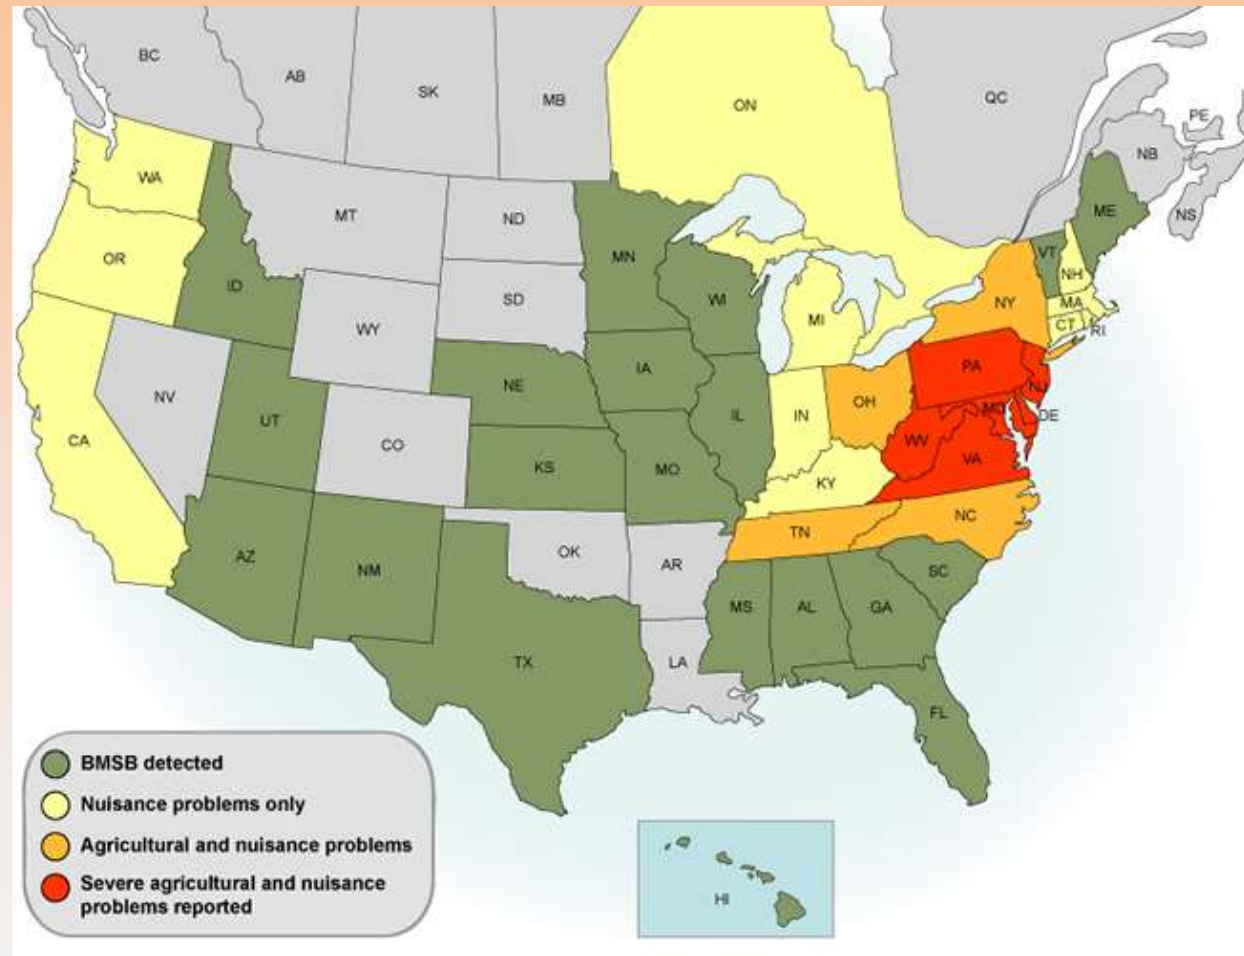 BC
AB
SK
MB
ON
QC
PE
NB
NS
WA
MT
ND
MN
ME
VT
NH
OR
ID
SD
WI
MI
NY
MA
CT
RI
WY
IA
PA
NJ
NV
NE
IL
IN
OH
MD
DE
CA
UT
CO
KS
MO
WV
VA
KY
AZ
NM
OK
AR
TN
NC
SC
MS
AL
GA
TX
LA
FL
HI
BMSB detected
Nuisance problems only
Agricultural and nuisance problems
Severe agricultural and nuisance
problems reported